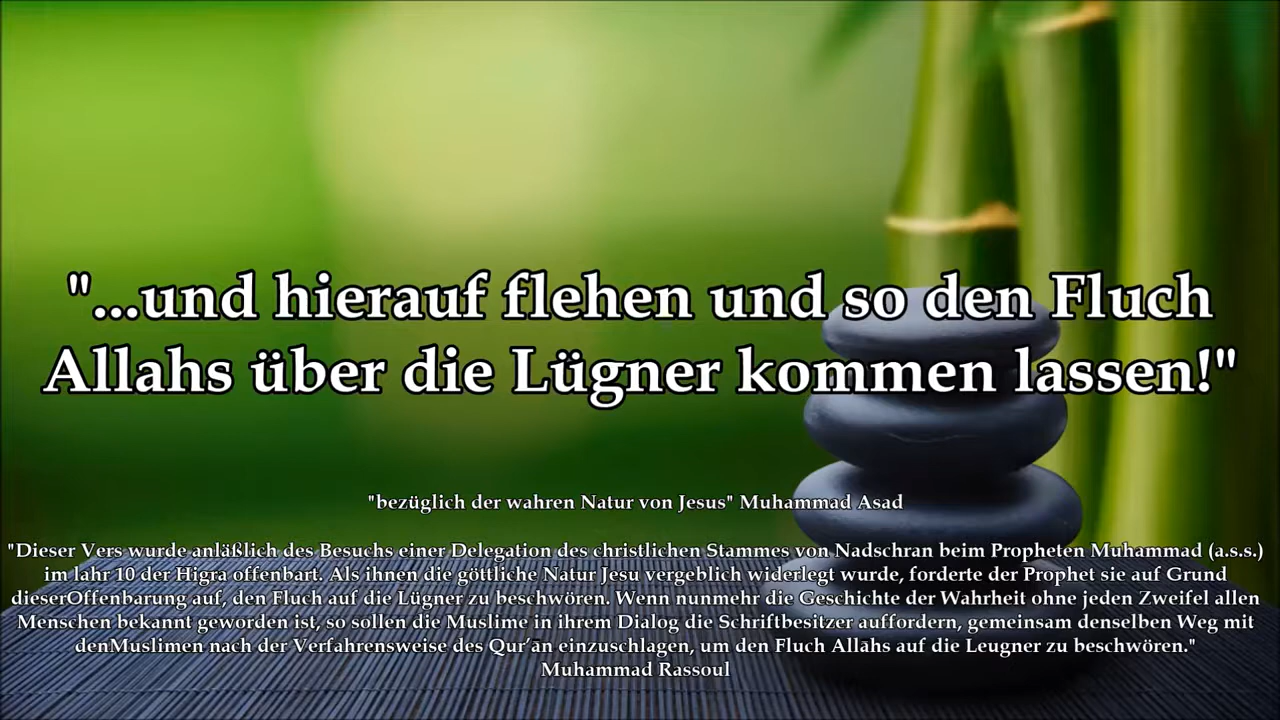 "...und hierauf flehen und so den Fluch
Allahs über die Lügner kommen lassen!"
"bezüglich der wahren Natur von Jesus" Muhammad Asad
"Dieser Vers wurde anläßlich des Besuchs einer Delegation des christlichen Stammes von Nadschran beim Propheten Muhammad (a.s.s.)
im lahr 10 der Higra offenbart. Als ihnen die göttliche Natur Jesu vergeblich widerlegt wurde, forderte der Prophet sie auf Grund
dieserOffenbarung auf, den Fluch auf die Lügner zu beschwören. Wenn nunmehr die Geschichte der Wahrheit ohne jeden Zweifel allen
Menschen bekannt geworden ist, so sollen die Muslime in ihrem Dialog die Schriftbesitzer auffordern, gemeinsam denselben Weg mit
denMuslimen nach der Verfahrensweise des Qur’ān einzuschlagen, um den Fluch Allāhs auf die Leugner zu beschwören."
Muhammad Rassoul